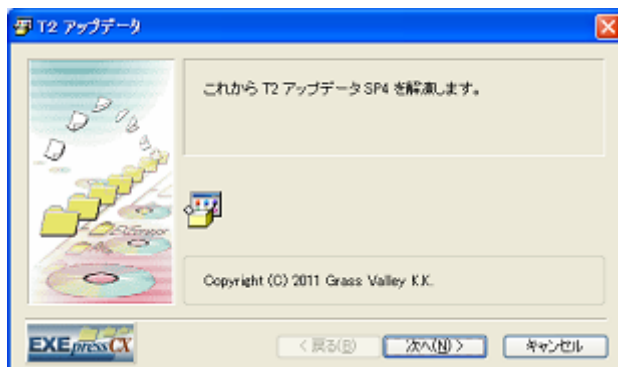 T2 アップデータ
これから T2 アップデータ SP4 を解凍します。
Copyright (C) 2011 Grass Valley K.K.
EXEpressCX
< 戻る(B)
次へ(N) >
キャンセル